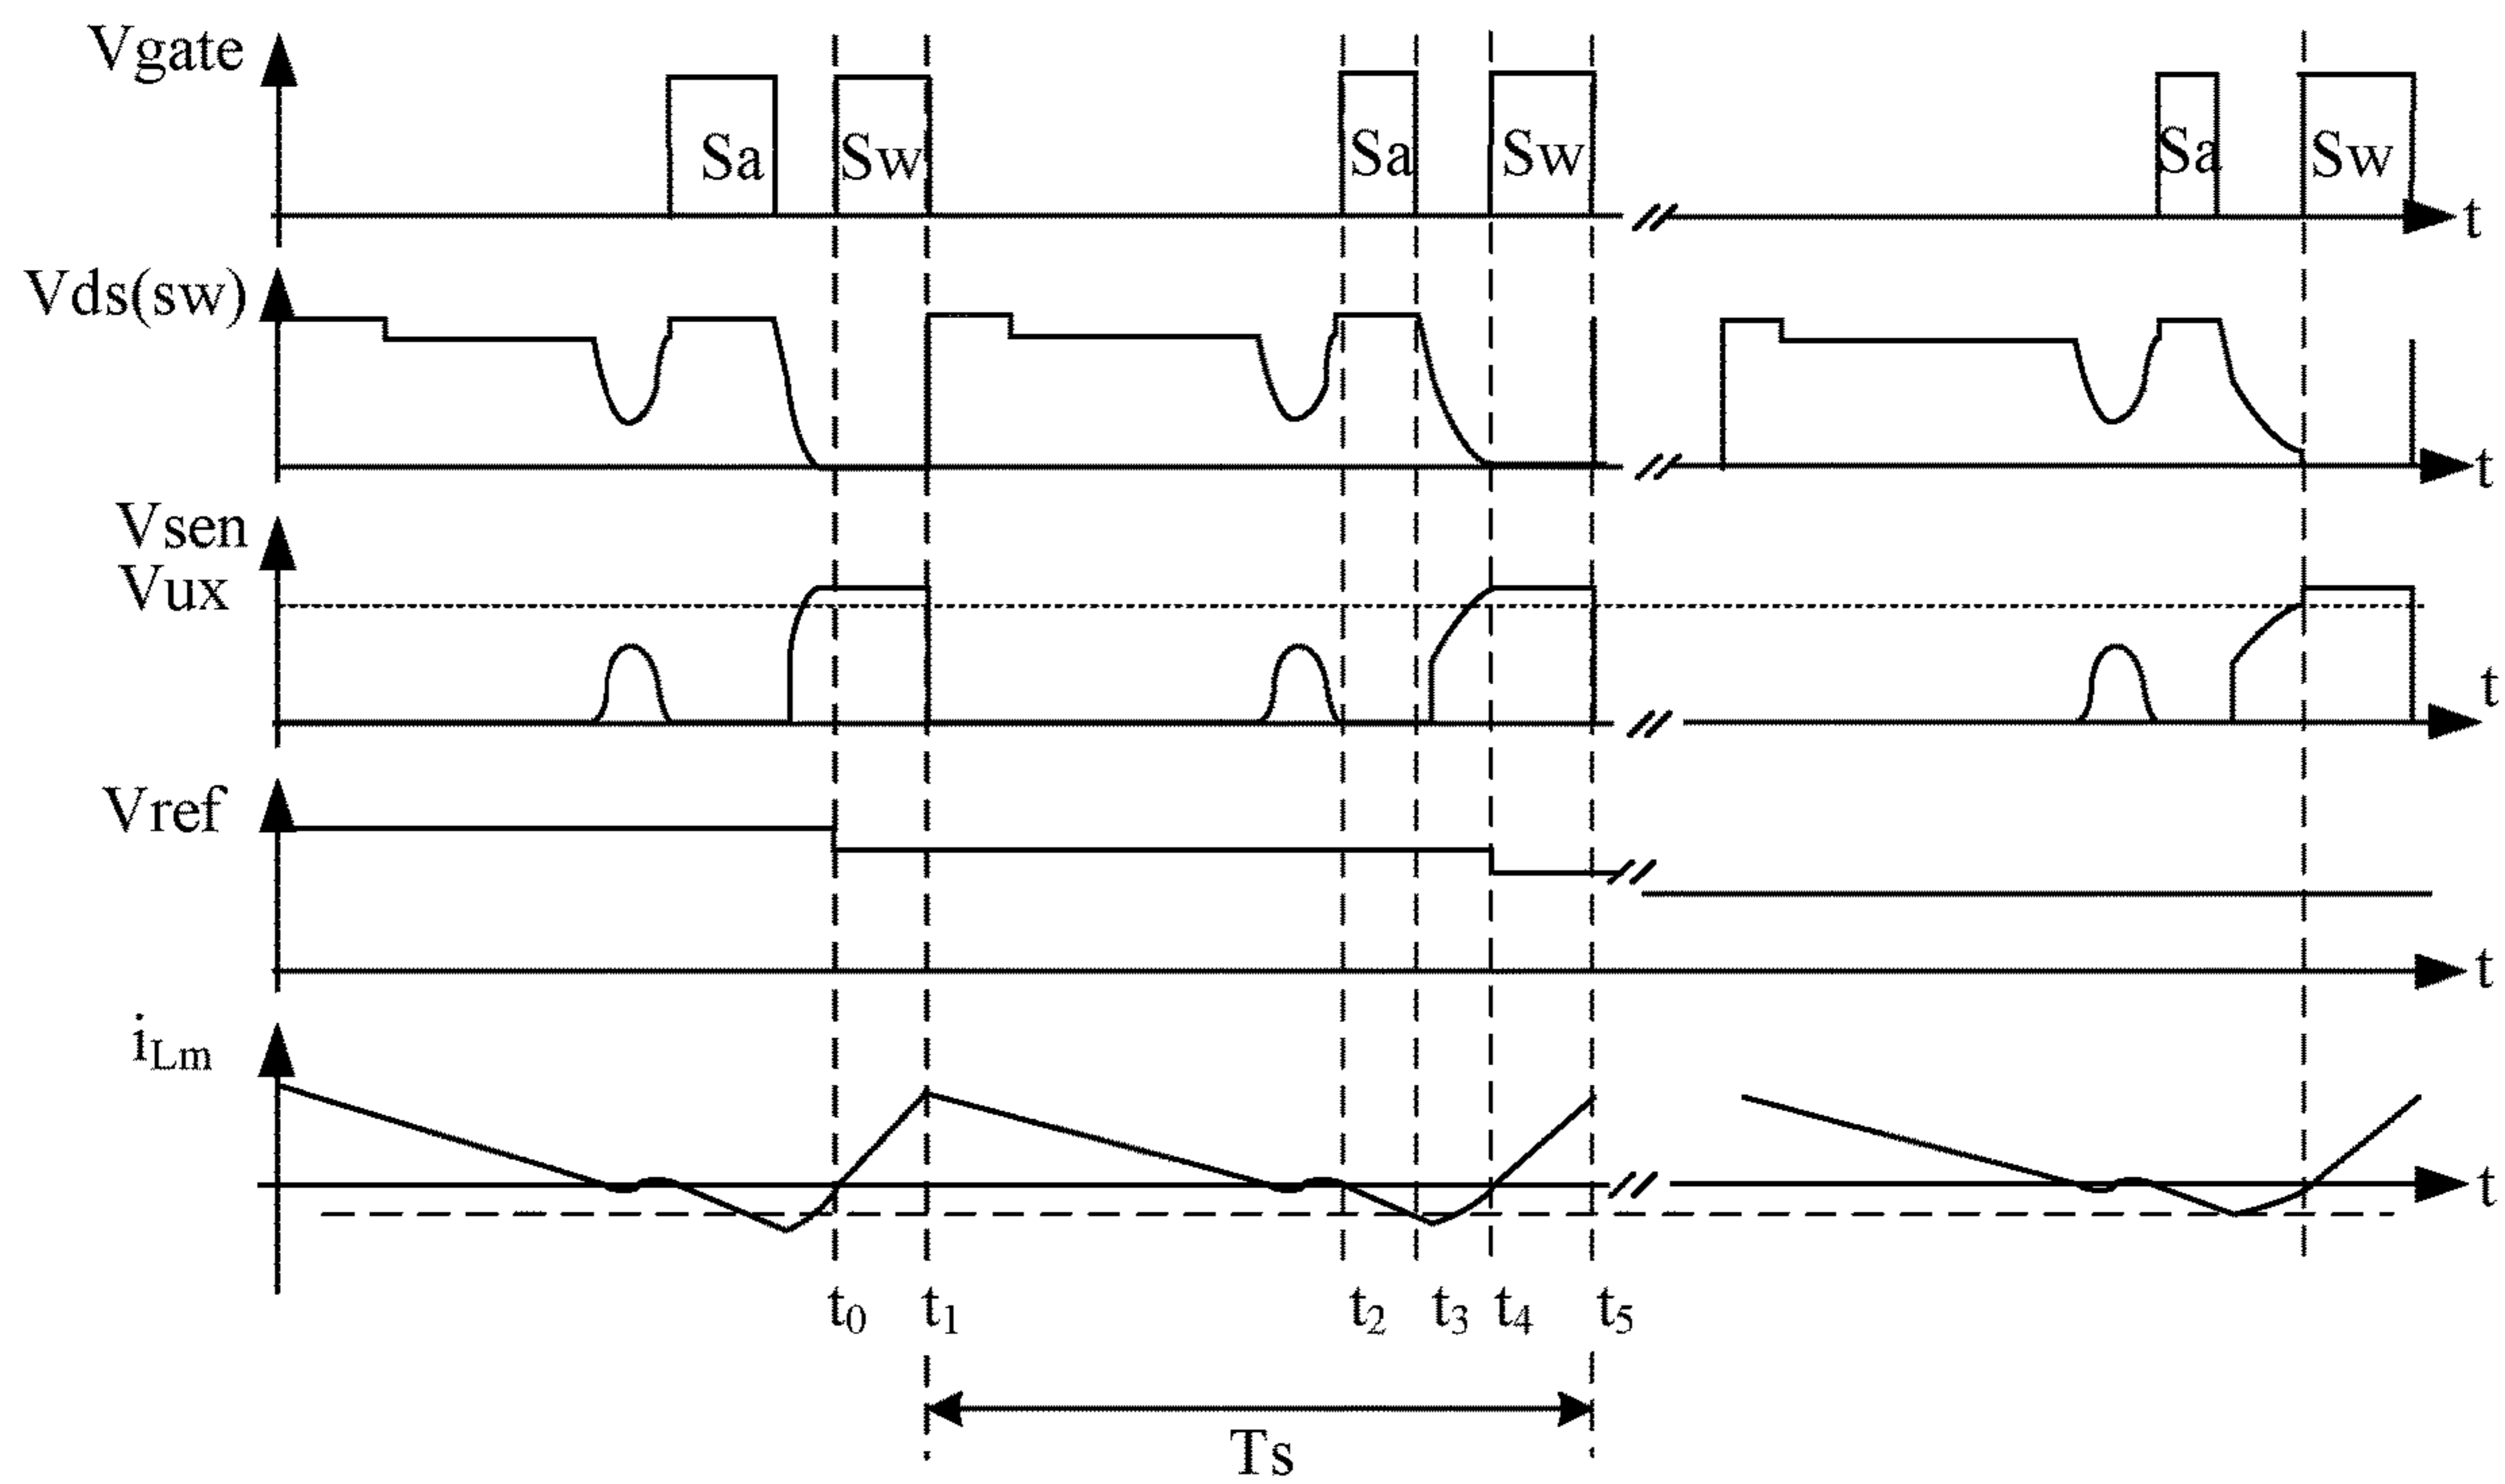 Vgate
Sa Sw Sa Sw Sa Sw
t
Vds(sw)
t
Vsen
Vux
t
Vref
t
iLm
t
t0 t1 t2 t3 t4 t5
Ts